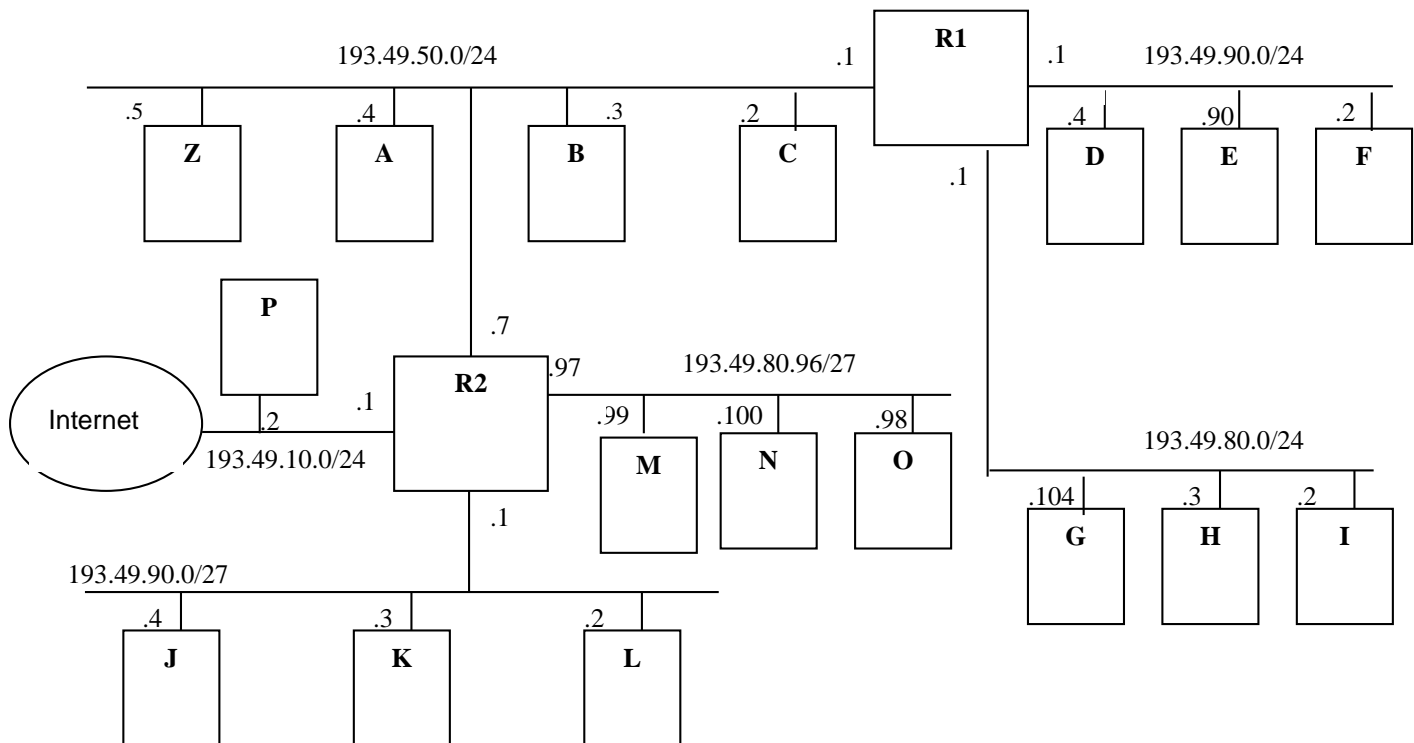 R1
193.49.50.0/24
.1
.1
193.49.90.0/24
.5
.4
.3
.2
.4
.90
.2
Z
A
B
C
D
E
F
.1
P
.7
.97
193.49.80.96/27
R2
Internet
.2
.1
.99
.100
.98
193.49.10.0/24
M
N
O
193.49.80.0/24
.104
.3
.2
G
H
I
.1
193.49.90.0/27
.4
.3
.2
J
K
L